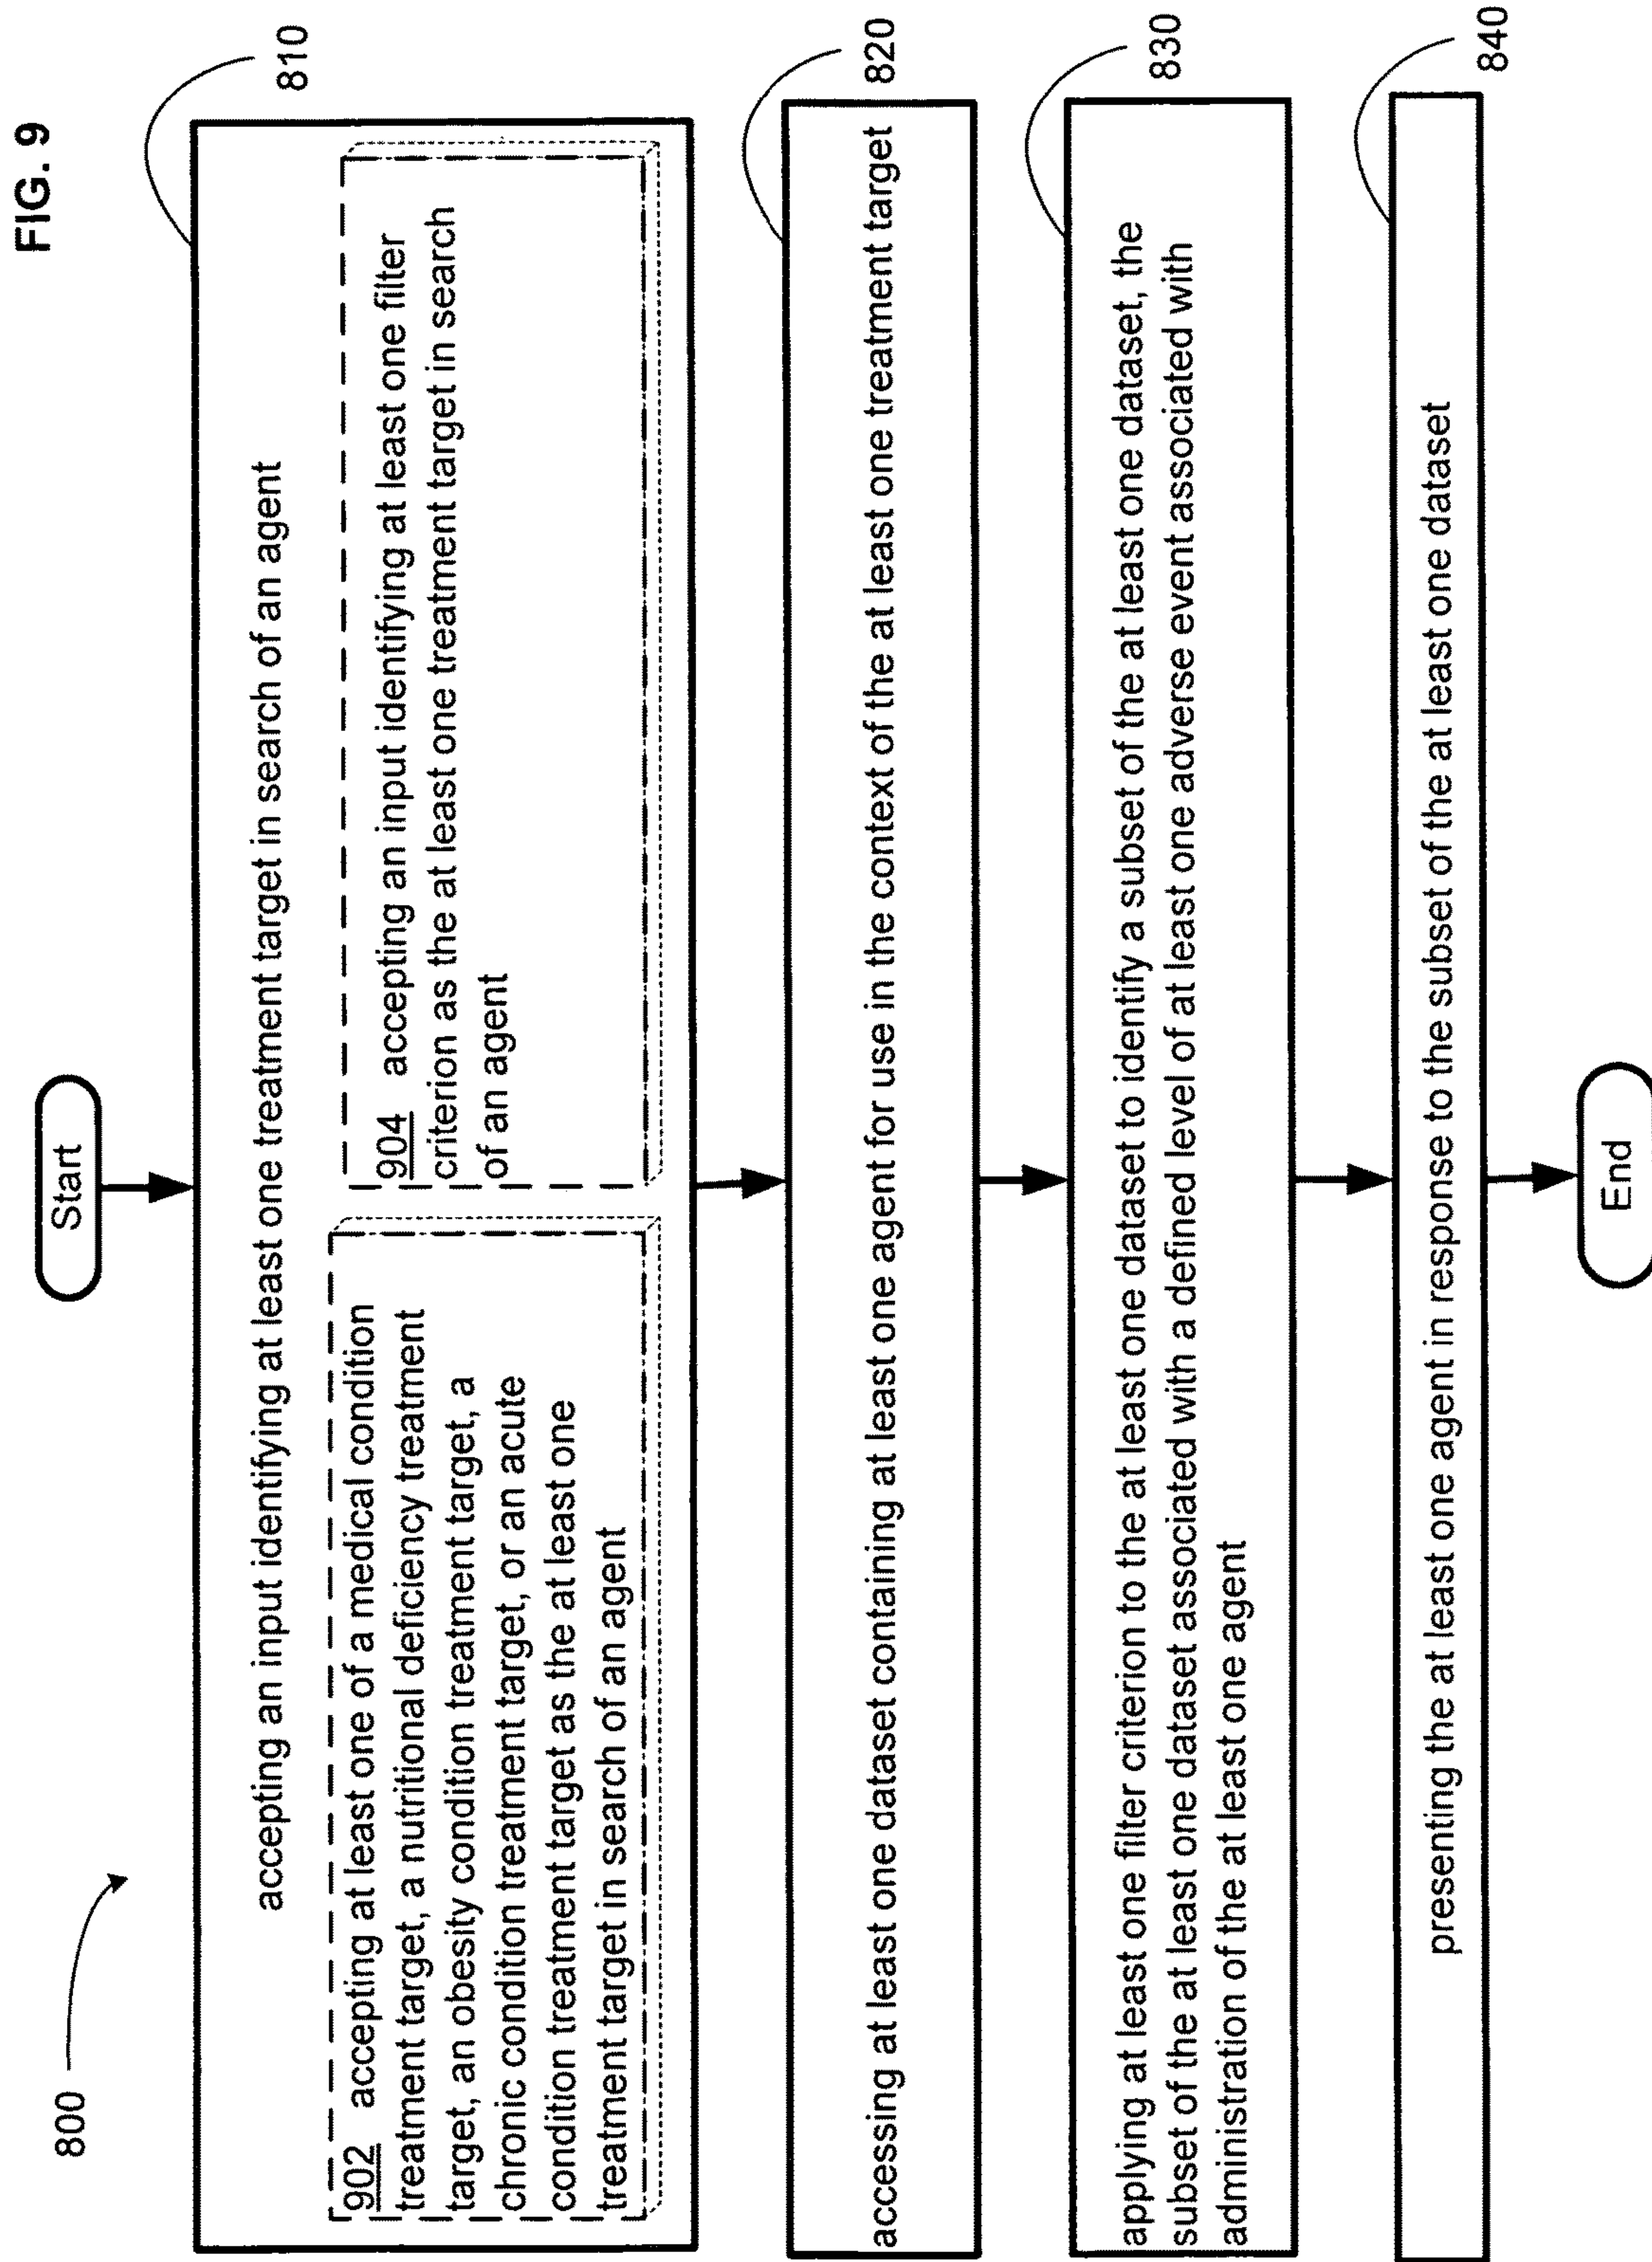 FIG. 9
800
Start
810
accepting an input identifying at least one treatment target in search of an agent
902 accepting at least one of a medical condition
treatment target, a nutritional deficiency treatment
target, an obesity condition treatment target, a
chronic condition treatment target, or an acute
condition treatment target as the at least one
treatment target in search of an agent
904 accepting an input identifying at least one filter
criterion as the at least one treatment target in search
of an agent
820
accessing at least one dataset containing at least one agent for use in the context of the at least one treatment target
830
applying at least one filter criterion to the at least one dataset to identify a subset of the at least one dataset, the
subset of the at least one dataset associated with a defined level of at least one adverse event associated with
administration of the at least one agent
840
presenting the at least one agent in response to the subset of the at least one dataset
End